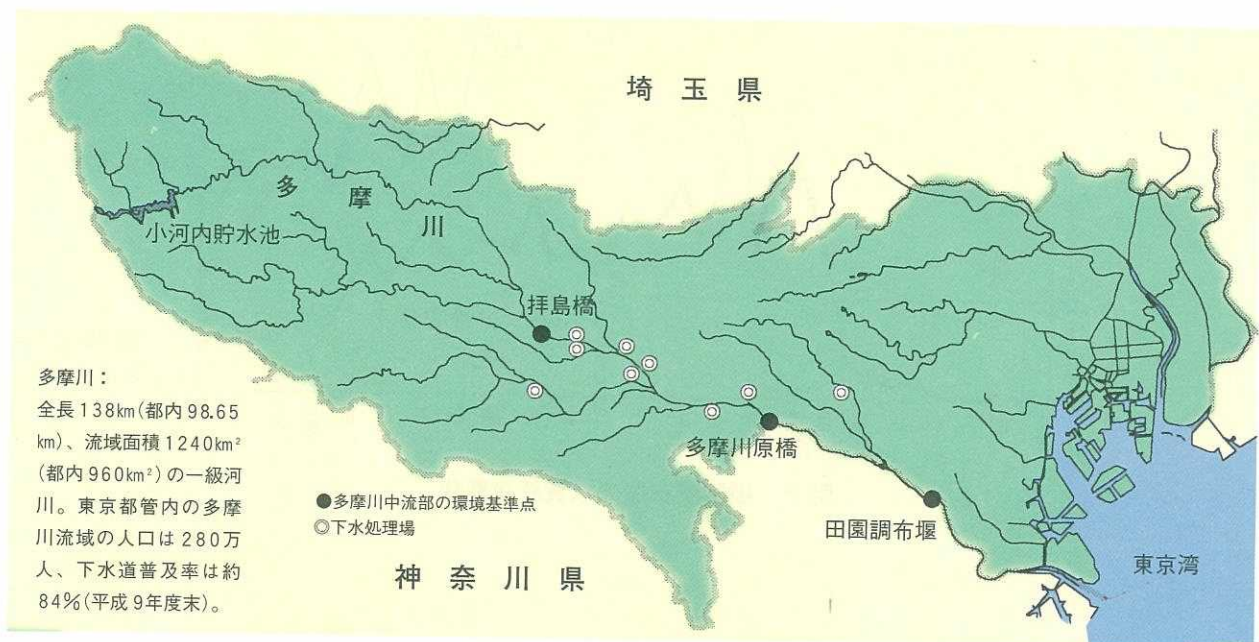 埼玉県
多摩川
小河内貯水池
拝島橋
多摩川:
全長138km(都内98.65
km)、流域面積1240km²
(都内960km²)の一級河
川。東京都管内の多摩
川流域の人口は280万
人、下水道普及率は約
84%(平成9年度末)。
多摩川原橋
●多摩川中流部の環境基準点
◎下水処理場
田園調布堰
東京湾
神奈川県